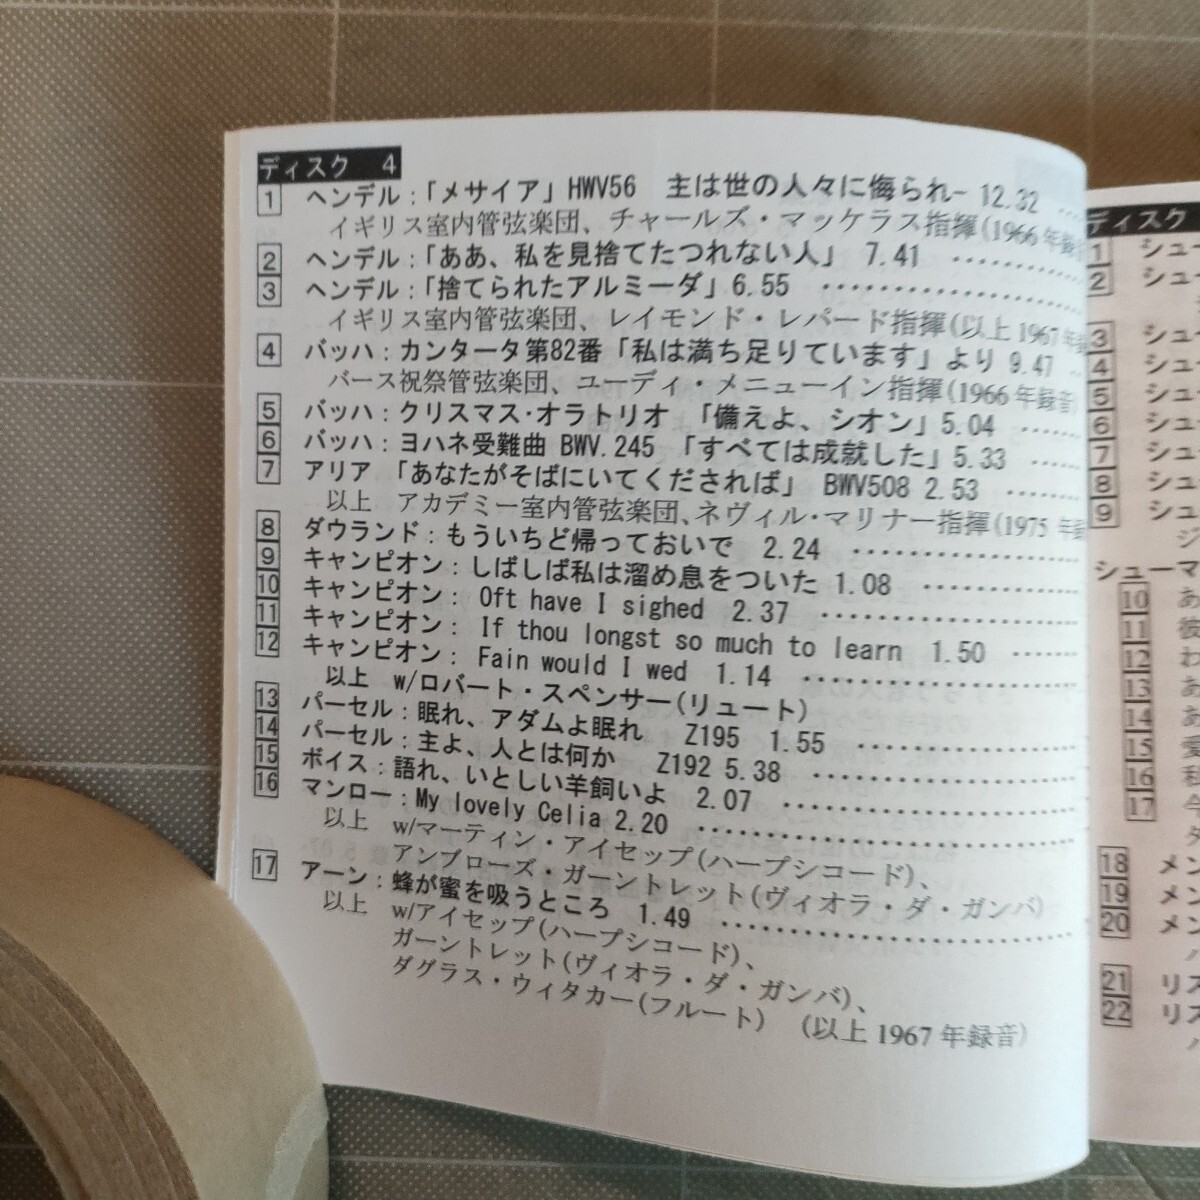 ディスク 4
1 ヘンデル：「メサイア」HWV56 主は世の人々に侮られ− 12.32 …
イギリス室内管弦楽団、チャールズ・マッケラス指揮（1966年録音
2 ヘンデル：「ああ、私を見捨てたつれない人」 7.41 …………
3 ヘンデル：「捨てられたアルミーダ」6.55 …………
イギリス室内管弦楽団、レイモンド・レパード指揮（以上1967年録
4 バッハ：カンタータ第82番「私は満ち足りています」より 9.47 …
バース祝祭管弦楽団、ユーディ・メニューイン指揮（1966年録音）
5 バッハ：クリスマス・オラトリオ 「備えよ、シオン」5.04 ……
6 バッハ：ヨハネ受難曲 BWV.245 「すべては成就した」5.33 ……
7 アリア 「あなたがそばにいてくだされば」 BWV508 2.53 ……
以上 アカデミー室内管弦楽団、ネヴィル・マリナー指揮（1975 年録
8 ダウランド：もういちど帰っておいで 2.24 …………
9 キャンピオン：しばしば私は溜め息をついた 1.08 …………
10 キャンピオン： Oft have I sighed 2.37 …………
11 キャンピオン： If thou longst so much to learn 1.50 ……
12 キャンピオン： Fain would I wed 1.14 …………
以上 w/ロバート・スペンサー（リュート）
13 パーセル：眠れ、アダムよ眠れ Z195 1.55 …………
14 パーセル：主よ、人とは何か Z192 5.38 …………
15 ボイス：語れ、いとしい羊飼いよ 2.07 …………
16 マンロー：My lovely Celia 2.20 …………
以上 w/マーティン・アイセップ（ハープシコード）、
アンブローズ・ガーントレット（ヴィオラ・ダ・ガンバ）
17 アーン：蜂が蜜を吸うところ 1.49 …………
以上 w/アイセップ（ハープシコード）、
ガーントレット（ヴィオラ・ダ・ガンバ）、
ダグラス・ウィタカー（フルート） （以上1967年録音）
ディスク
1 シュー
2 シュー
3 シュー
4 シュー
5 シュー
6 シュー
7 シュー
8 シュー
9 シュ
ジ
シューマ
10 あ
11 彼
12 わ
13 あ
14 あ
15 愛
16 私
17 今
ダ
18 メン
19 メン
20 メン
21 リス
22 リス